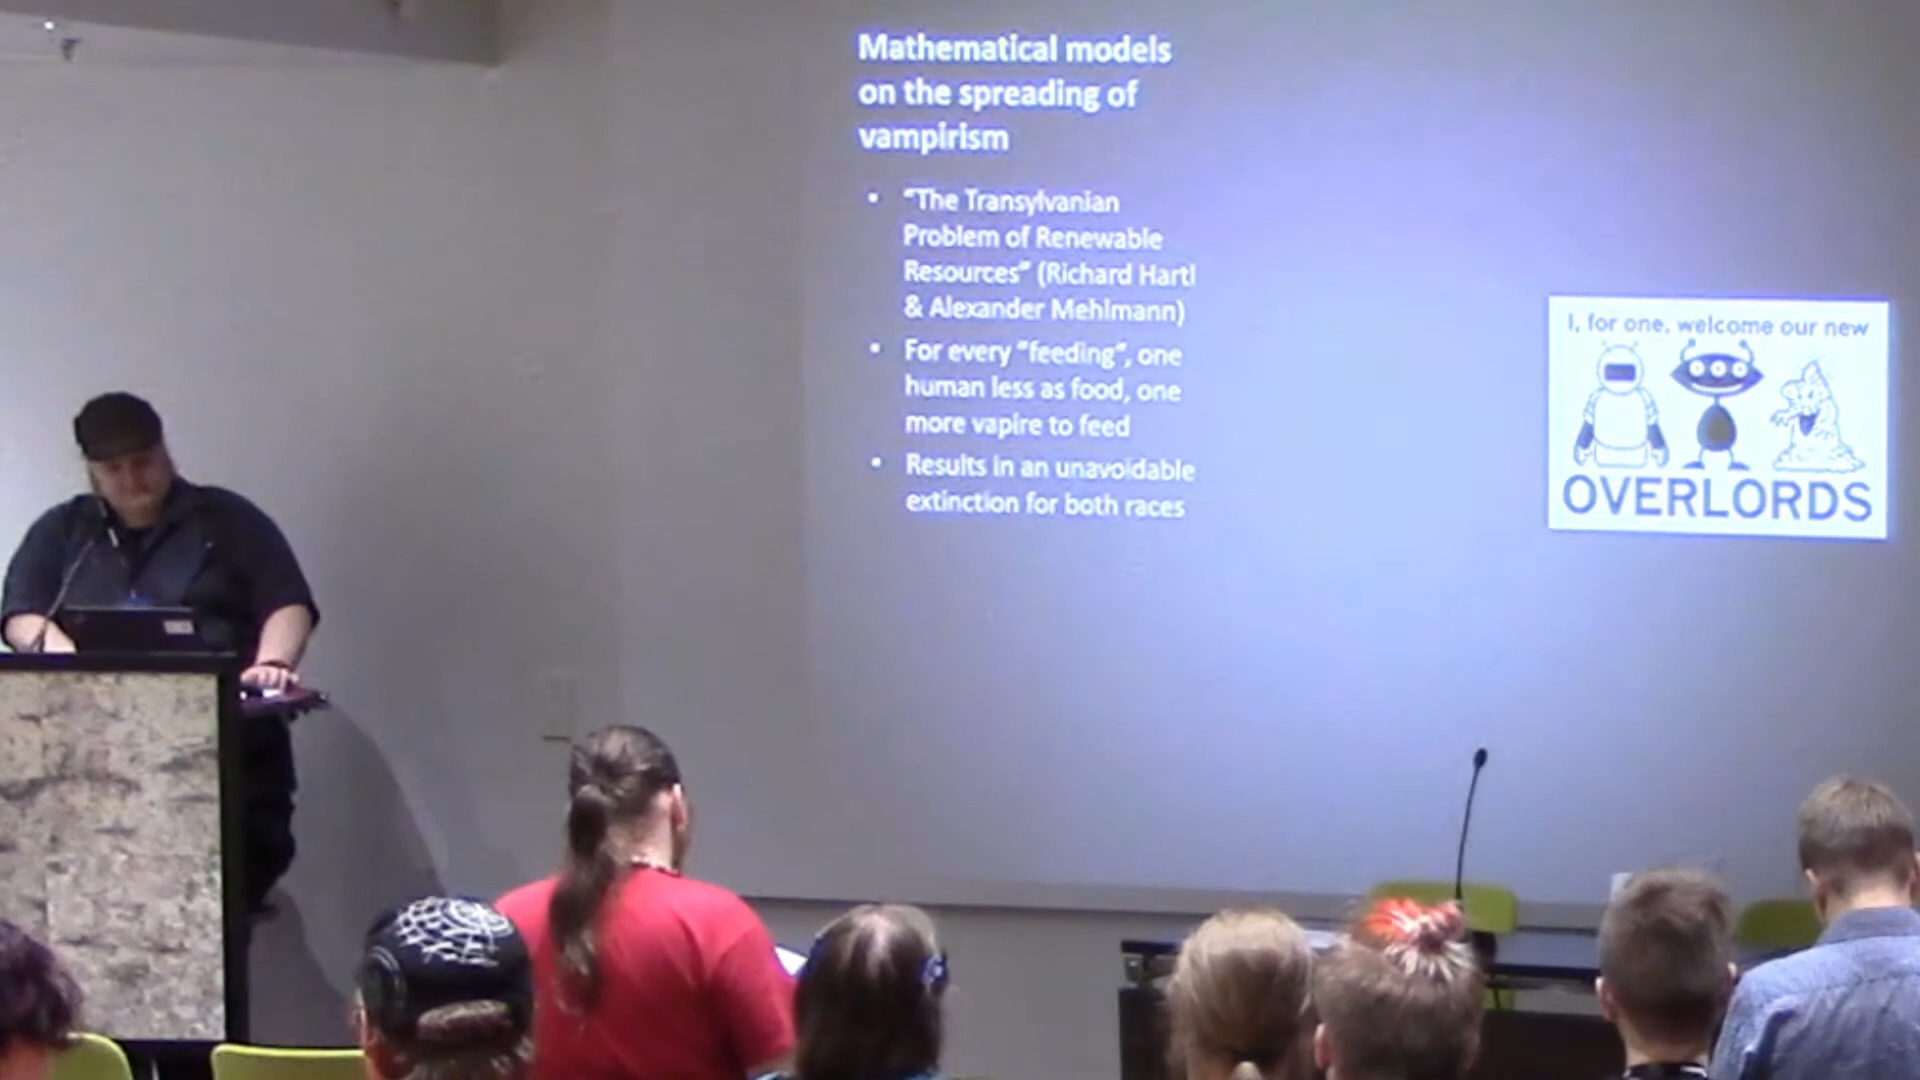 Mathematical models
on the spreading of
vampirism
• “The Transylvanian
Problem of Renewable
Resources” (Richard Hartl
& Alexander Mehlmann)
• For every “feeding”, one
human less as food, one
more vapire to feed
• Results in an unavoidable
extinction for both races
I, for one, welcome our new
OVERLORDS